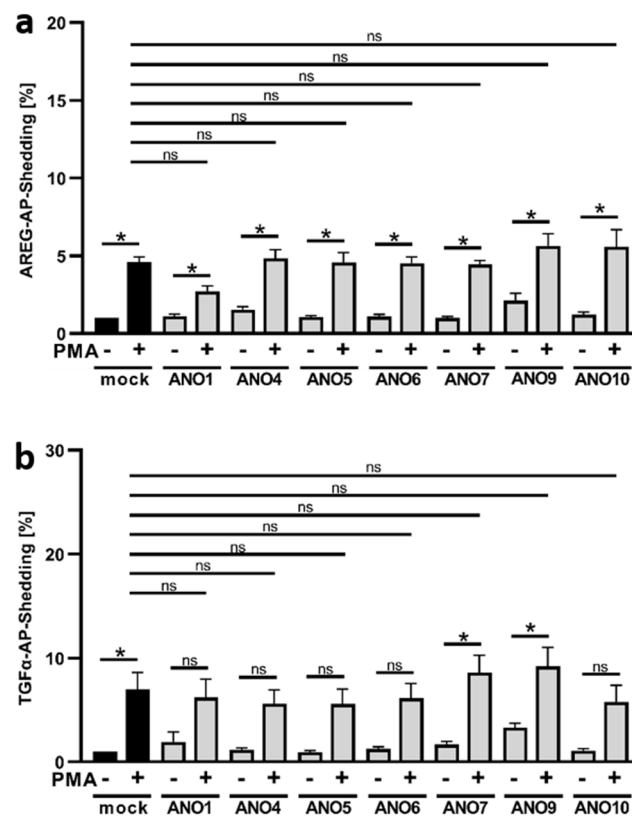 a
AREG-AP-Shedding [%]
20
15
10
5
0
ns
ns
ns
ns
ns
ns
ns
* * * * * * * *
PMA - + - + - + - + - + - + - + - +
mock ANO1 ANO4 ANO5 ANO6 ANO7 ANO9 ANO10
b
TGFα-AP-Shedding [%]
30
20
10
0
ns
ns
ns
ns
ns
ns
ns
* ns ns ns ns * * ns
PMA - + - + - + - + - + - + - + - +
mock ANO1 ANO4 ANO5 ANO6 ANO7 ANO9 ANO10